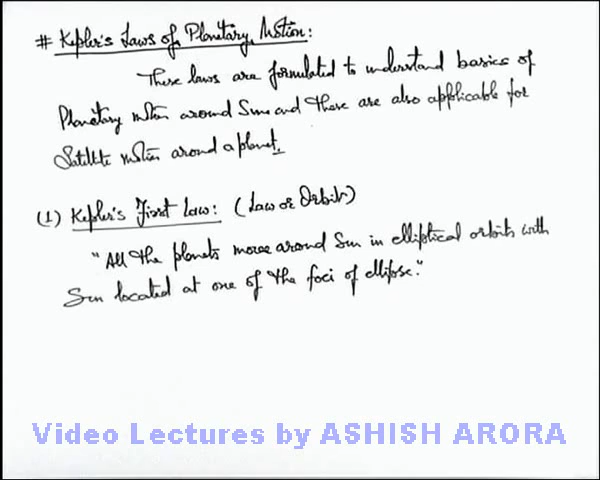 # Kepler's Laws of Planetary Motion:
These laws are formulated to understand basics of
Planetary motion around Sun and these are also applicable for
Satellite motion around a planet.
(1) Kepler's First Law: (Law of Orbit)
"All the planets move around Sun in elliptical orbits with
Sun located at one of the foci of ellipse."
Video Lectures by ASHISH ARORA